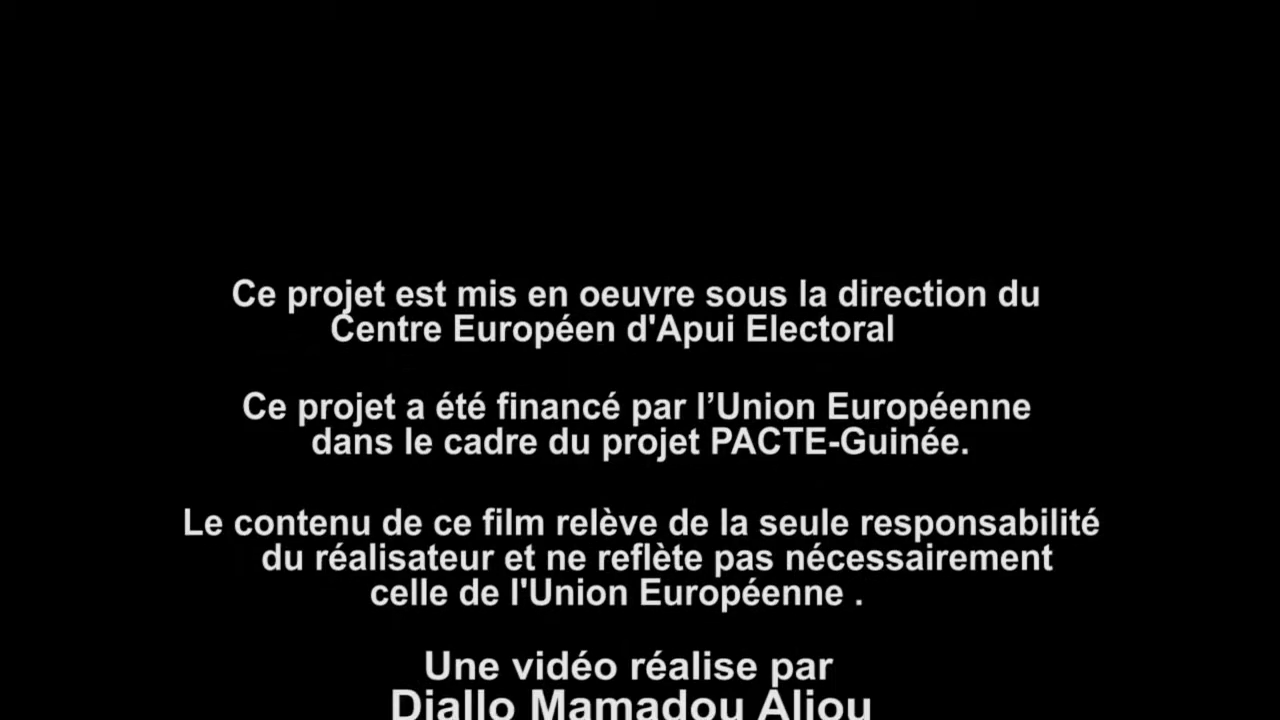 Ce projet est mis en oeuvre sous la direction du
Centre Européen d'Apui Electoral
Ce projet a été financé par l’Union Européenne
dans le cadre du projet PACTE-Guinée.
Le contenu de ce film relève de la seule responsabilité
du réalisateur et ne reflète pas nécessairement
celle de l'Union Européenne .
Une vidéo réalise par
Diallo Mamadou Aliou